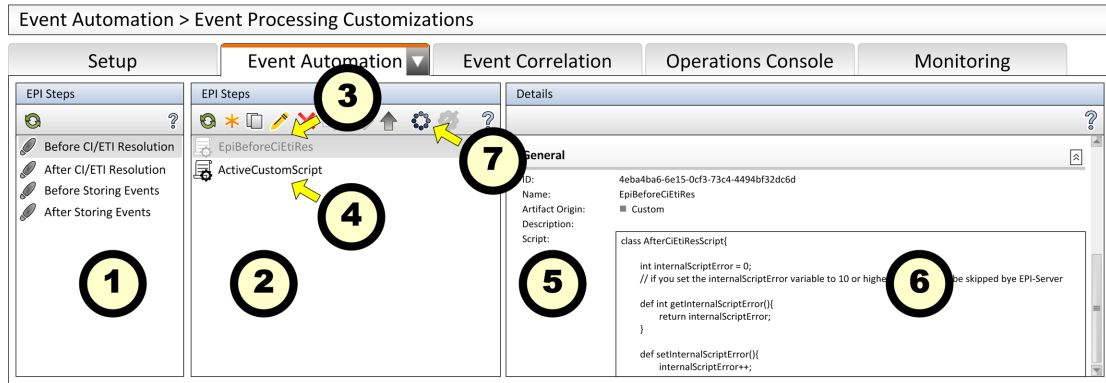 Event Automation > Event Processing Customizations
Setup
Event Automation
Event Correlation
Operations Console
Monitoring
EPI Steps
EPI Steps
Details
?
?
?
Before CI/ETI Resolution
After CI/ETI Resolution
Before Storing Events
After Storing Events
EpiBeforeCiEtiRes
ActiveCustomScript
General
ID: 4eba4ba6-6e15-0cf3-73c4-4494bf32dc6d
Name: EpiBeforeCiEtiRes
Artifact Origin: Custom
Description:
Script:
class AfterCiEtiResScript{
int internalScriptError = 0;
// if you set the internalScriptError variable to 10 or highe be skipped bye EPI-Server
def int getInternalScriptError(){
return internalScriptError;
}
def setInternalScriptError(){
internalScriptError++;
1
2
3
4
5
6
7